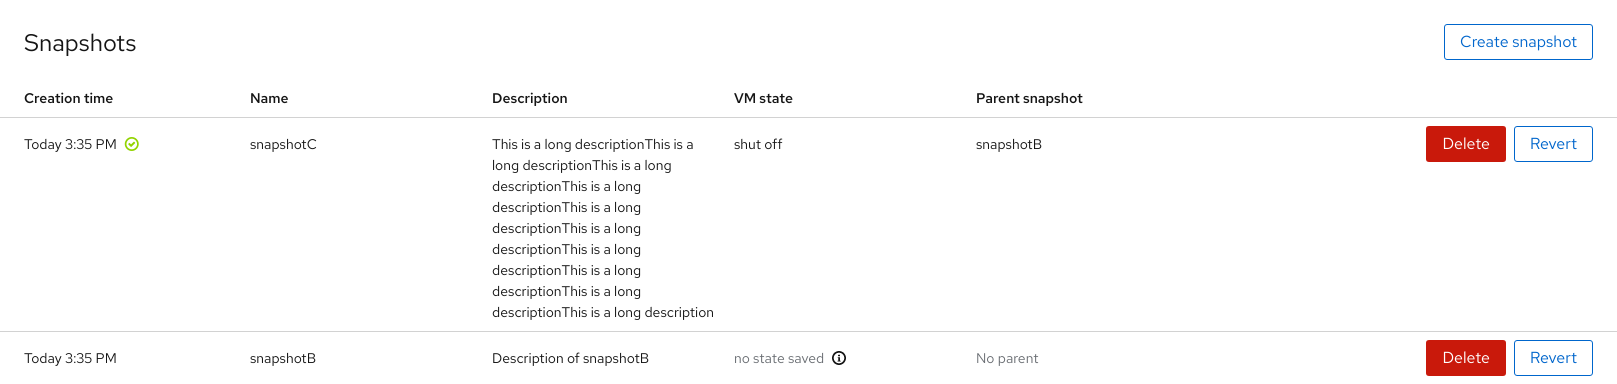 Snapshots
Create snapshot
Creation time Name Description VM state Parent snapshot
Today 3:35 PM snapshotC This is a long descriptionThis is a shut off snapshotB Delete Revert
long descriptionThis is a long
descriptionThis is a long
descriptionThis is a long
descriptionThis is a long
descriptionThis is a long
descriptionThis is a long
descriptionThis is a long
descriptionThis is a long description
Today 3:35 PM snapshotB Description of snapshotB no state saved No parent Delete Revert